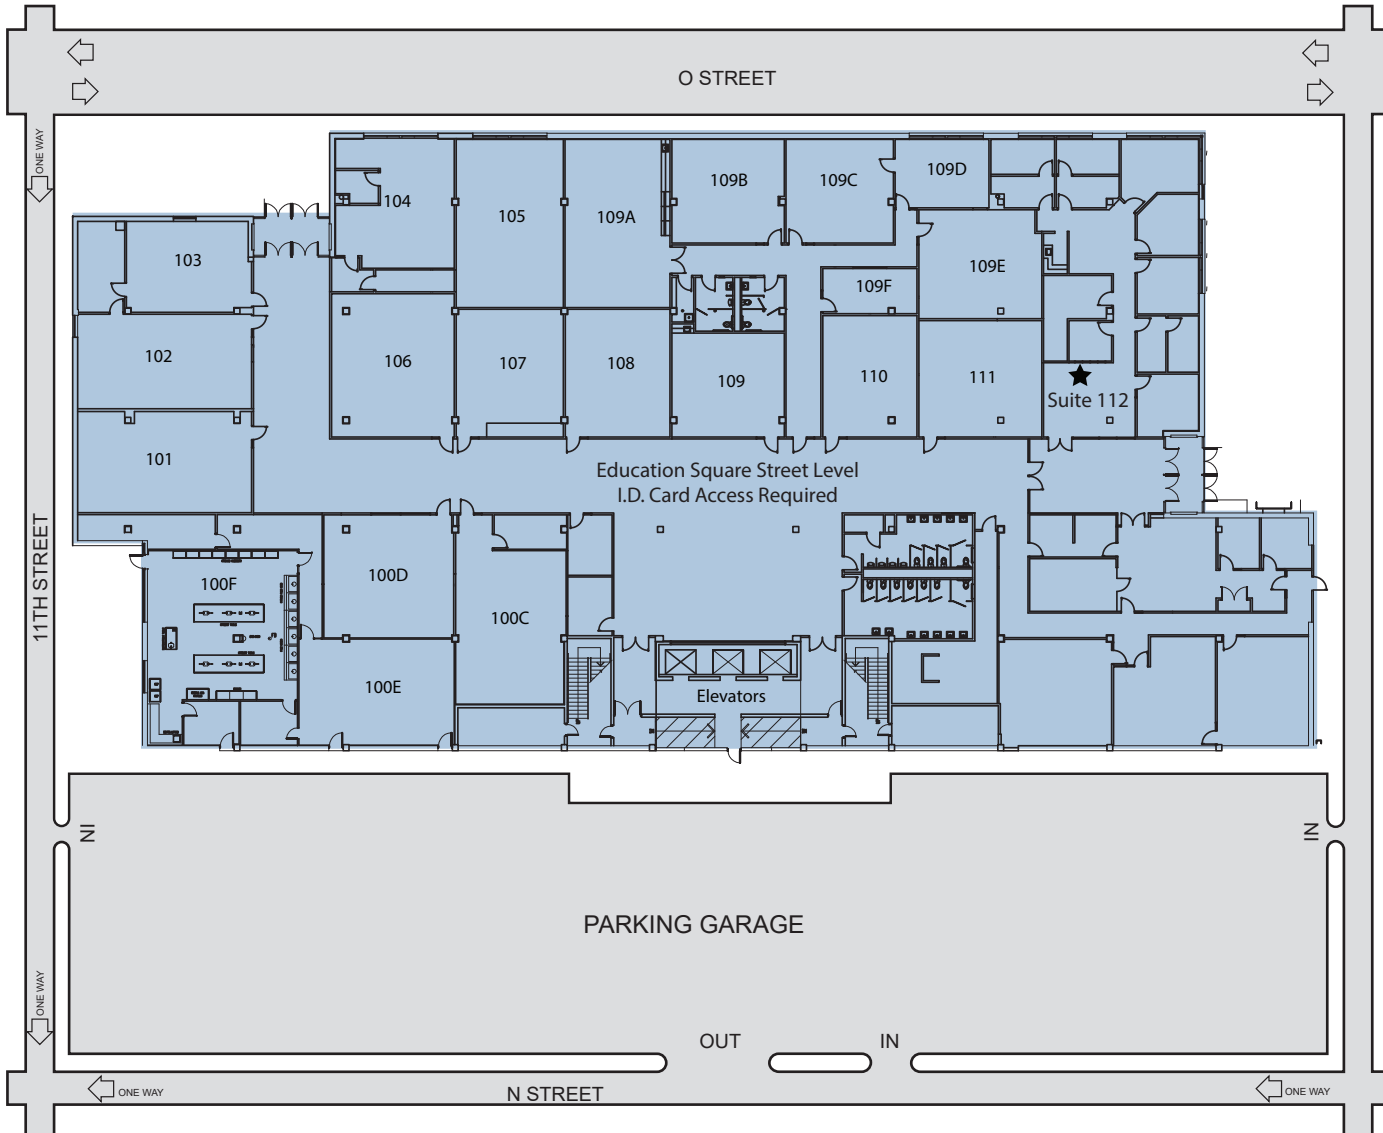 O STREET
ONE WAY
109B
109C
109D
104
105
109A
103
109E
109F
102
106
107
108
109
110
111
Suite 112
101
Education Square Street Level
I.D. Card Access Required
11TH STREET
100F
100D
100C
100E
Elevators
IN
IN
PARKING GARAGE
ONE WAY
OUT
IN
ONE WAY
N STREET
ONE WAY